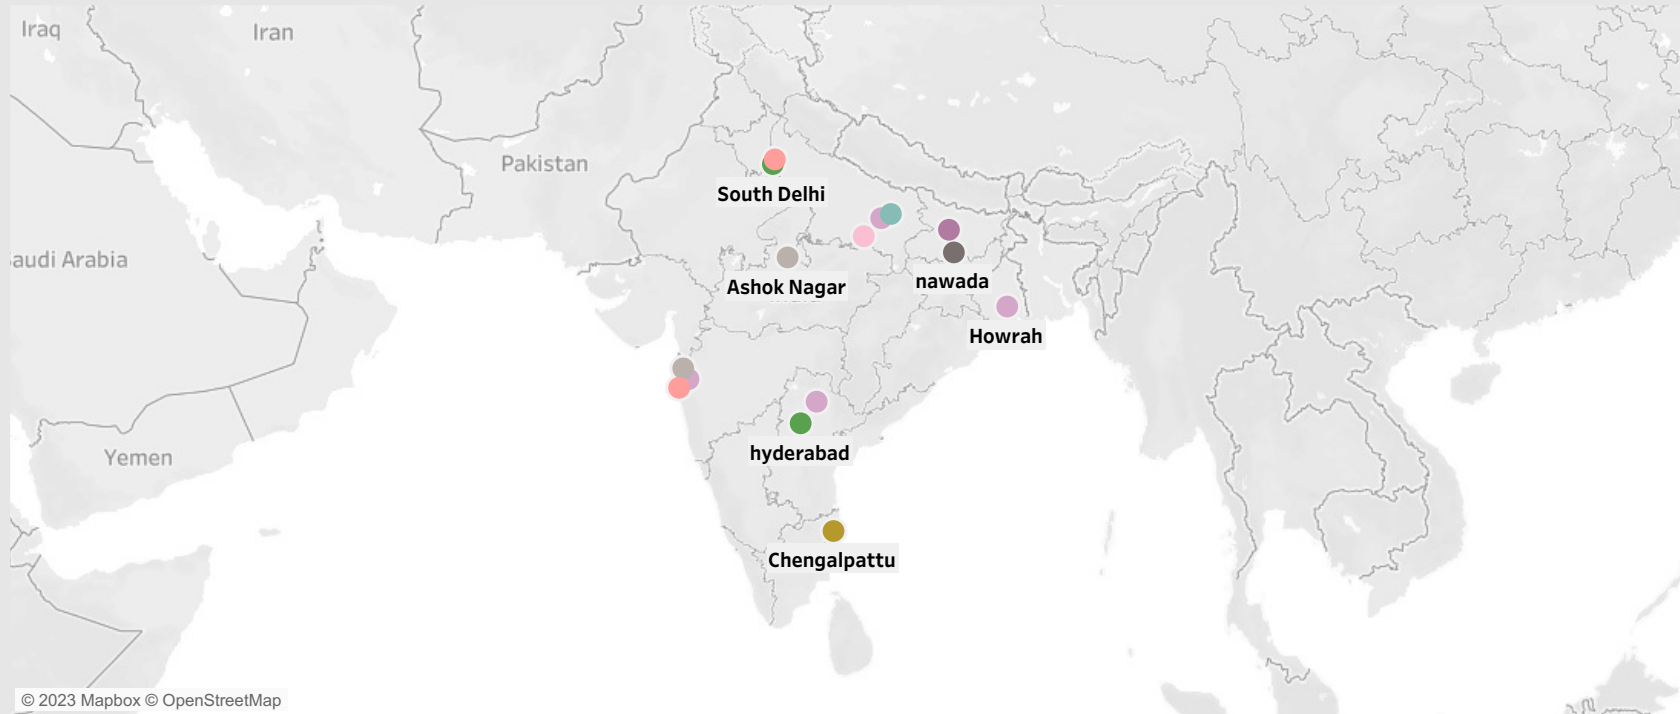 Iraq
Iran
Pakistan
South Delhi
audi Arabia
Ashok Nagar
nawada
Howrah
hyderabad
Yemen
Chengalpattu
© 2023 Mapbox © OpenStreetMap